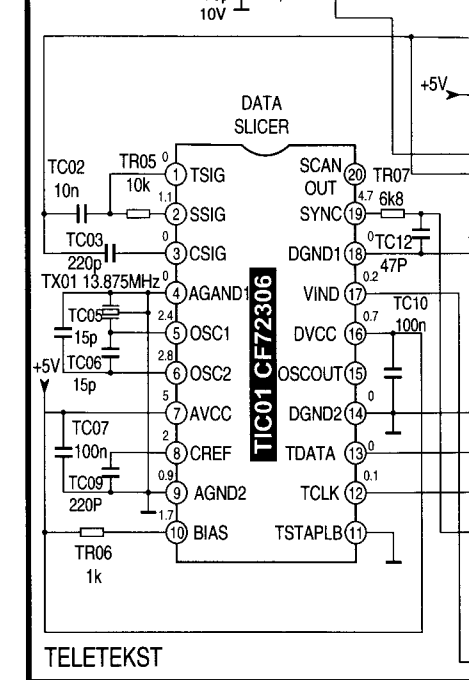 10V
+5V
DATA
SLICER
TC02
10n
TR05
10k
0
1 TSIG
1.1
2 SSIG
TC03
220p
0
3 CSIG
TX01 13.875MHz
0
4 AGAND1
TC05
15p
2.4
5 OSC1
TC06
15p
2.8
6 OSC2
+5V
5
7 AVCC
TC07
100n
2
8 CREF
TC09
220P
0.9
9 AGND2
1.7
10 BIAS
TR06
1k
TIC01 CF72306
SCAN
OUT 20
TR07
6k8
4.7
SYNC 19
0
DGND1 18
TC12
47P
0.2
VIND 17
TC10
100n
0.7
DVCC 16
OSCOUT 15
0
DGND2 14
0
TDATA 13
0.1
TCLK 12
TSTAPLB 11
TELETEKST